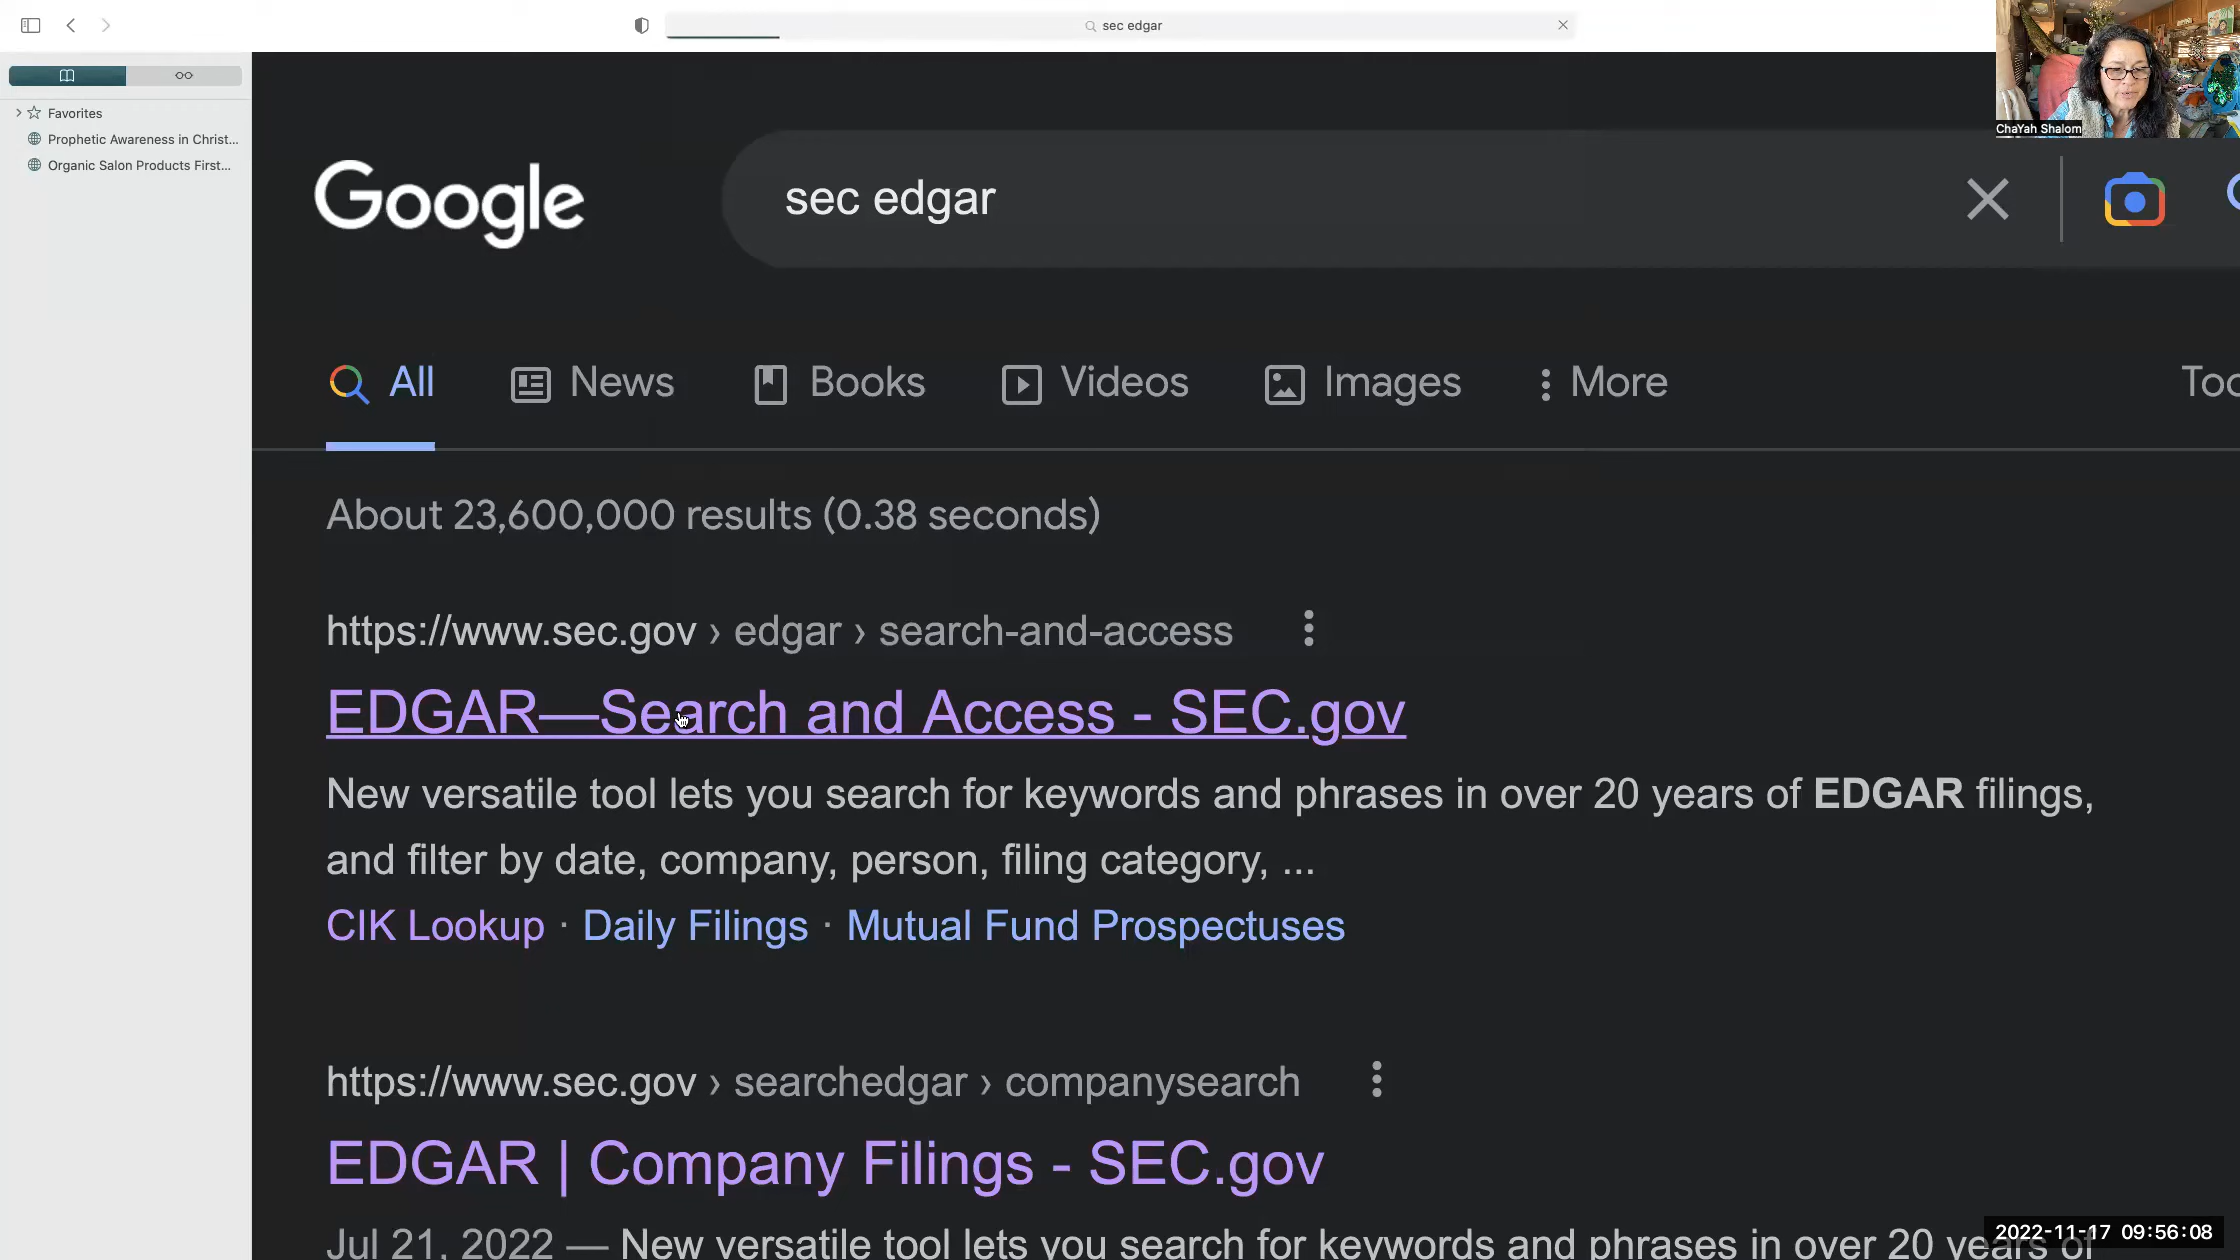 sec edgar
Favorites
Prophetic Awareness in Christ...
Organic Salon Products First...
ChaYah Shalom
Google
sec edgar
All
News
Books
Videos
Images
More
About 23,600,000 results (0.38 seconds)
https://www.sec.gov › edgar › search-and-access
EDGAR—Search and Access - SEC.gov
New versatile tool lets you search for keywords and phrases in over 20 years of EDGAR filings,
and filter by date, company, person, filing category, ...
CIK Lookup · Daily Filings · Mutual Fund Prospectuses
https://www.sec.gov › searchedgar › companysearch
EDGAR | Company Filings - SEC.gov
Jul 21, 2022 — New versatile tool lets you search for keywords and phrases in over 20 years of
2022-11-17 09:56:08